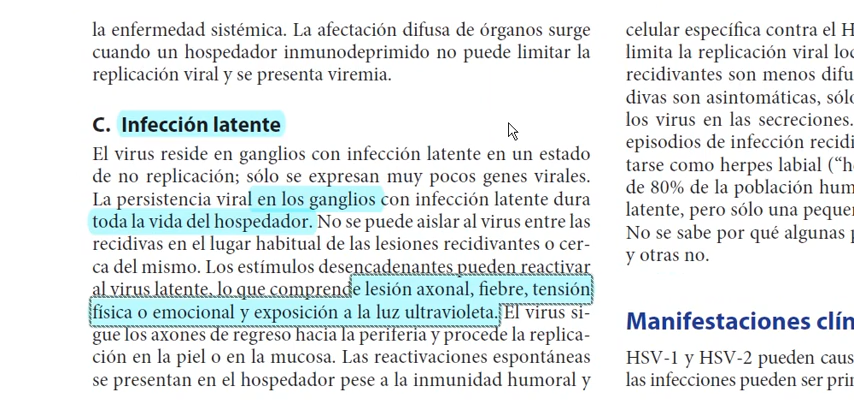 la enfermedad sistémica. La afectación difusa de órganos surge
cuando un hospedador inmunodeprimido no puede limitar la
replicación viral y se presenta viremia.
C. Infección latente
El virus reside en ganglios con infección latente en un estado
de no replicación; sólo se expresan muy pocos genes virales.
La persistencia viral en los ganglios con infección latente dura
toda la vida del hospedador. No se puede aislar al virus entre las
recidivas en el lugar habitual de las lesiones recidivantes o cer-
ca del mismo. Los estímulos desencadenantes pueden reactivar
al virus latente, lo que comprende lesión axonal, fiebre, tensión
física o emocional y exposición a la luz ultravioleta. El virus si-
gue los axones de regreso hacia la periferia y procede la replica-
ción en la piel o en la mucosa. Las reactivaciones espontáneas
se presentan en el hospedador pese a la inmunidad humoral y
celular específica contra el H
limita la replicación viral loc
recidivantes son menos difu
divas son asintomáticas, sólo
los virus en las secreciones.
episodios de infección recidi
tarse como herpes labial ("h
de 80% de la población hum
latente, pero sólo una peque
No se sabe por qué algunas p
y otras no.
Manifestaciones clín
HSV-1 y HSV-2 pueden caus
las infecciones pueden ser prin